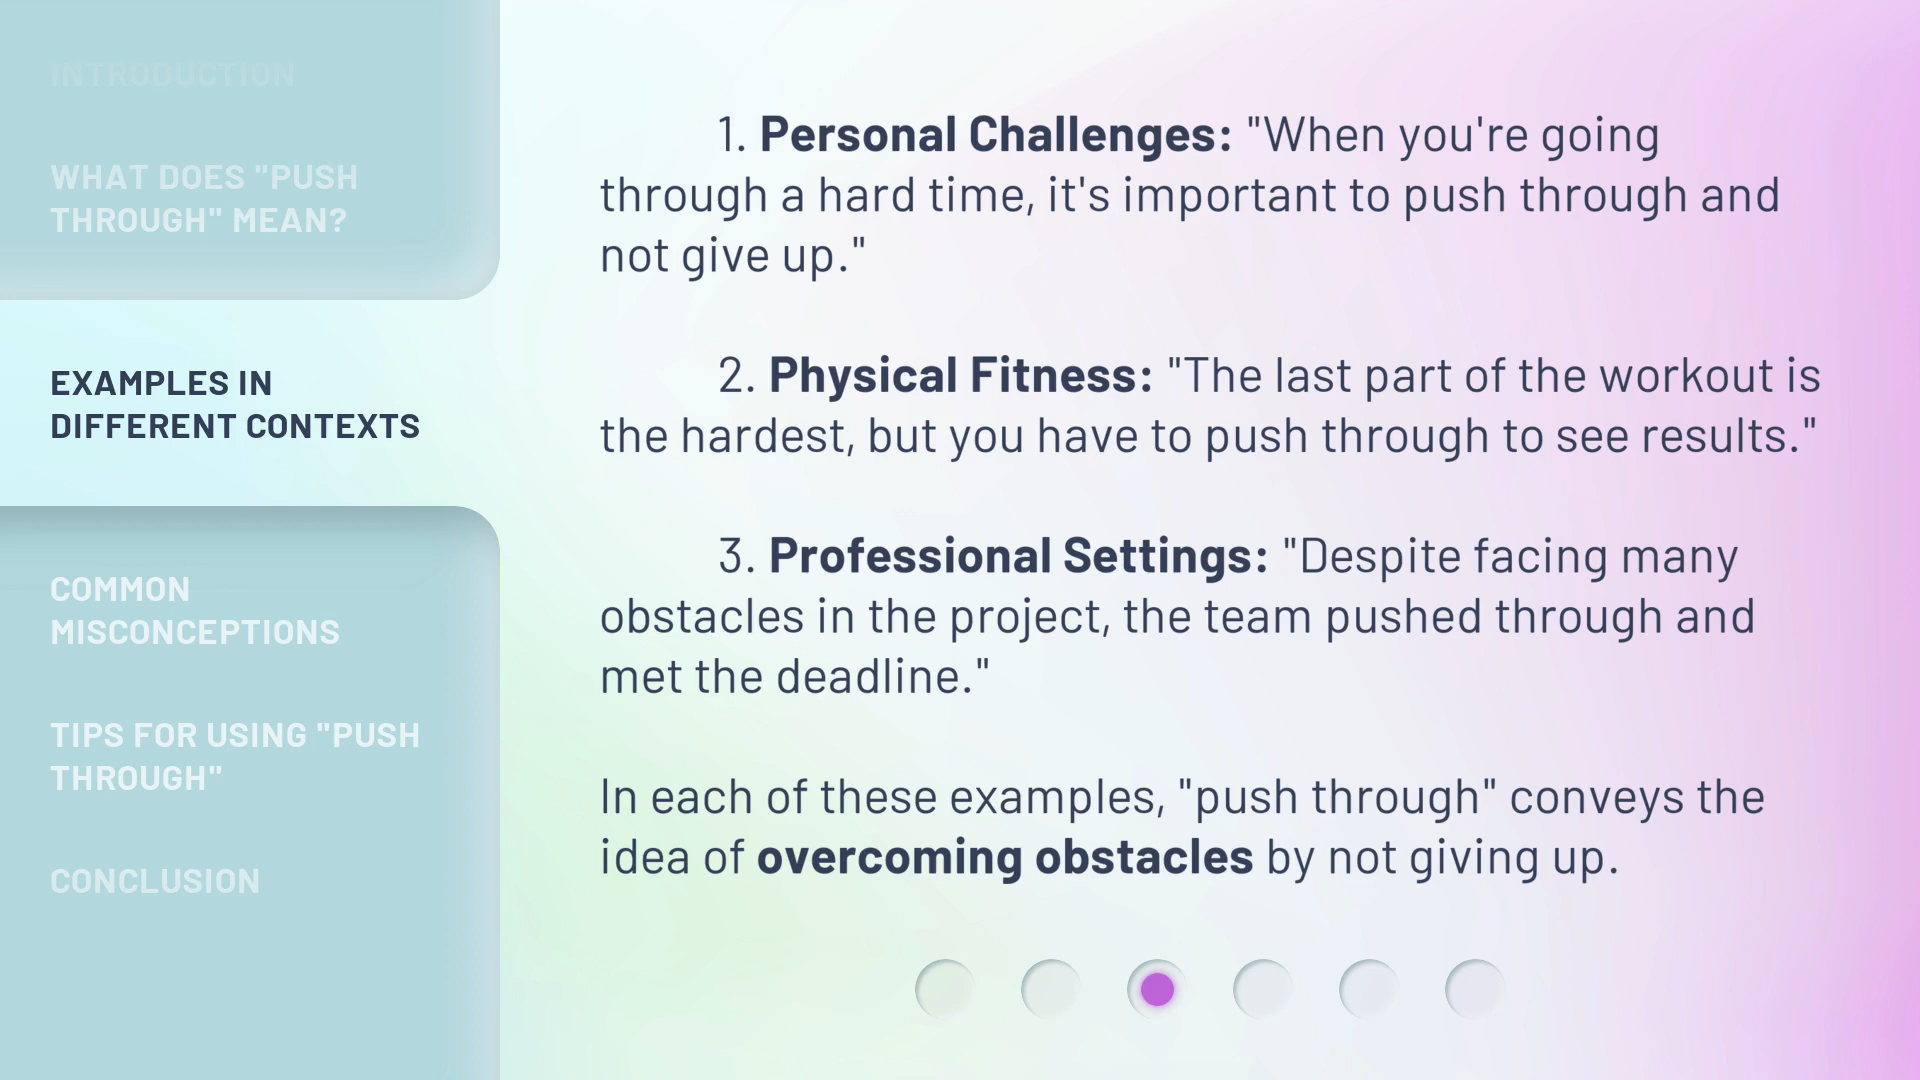 INTRODUCTION
WHAT DOES "PUSH
THROUGH" MEAN?
EXAMPLES IN
DIFFERENT CONTEXTS
COMMON
MISCONCEPTIONS
TIPS FOR USING "PUSH
THROUGH"
CONCLUSION
1. Personal Challenges: "When you're going
through a hard time, it's important to push through and
not give up."
2. Physical Fitness: "The last part of the workout is
the hardest, but you have to push through to see results."
3. Professional Settings: "Despite facing many
obstacles in the project, the team pushed through and
met the deadline."
In each of these examples, "push through" conveys the
idea of overcoming obstacles by not giving up.